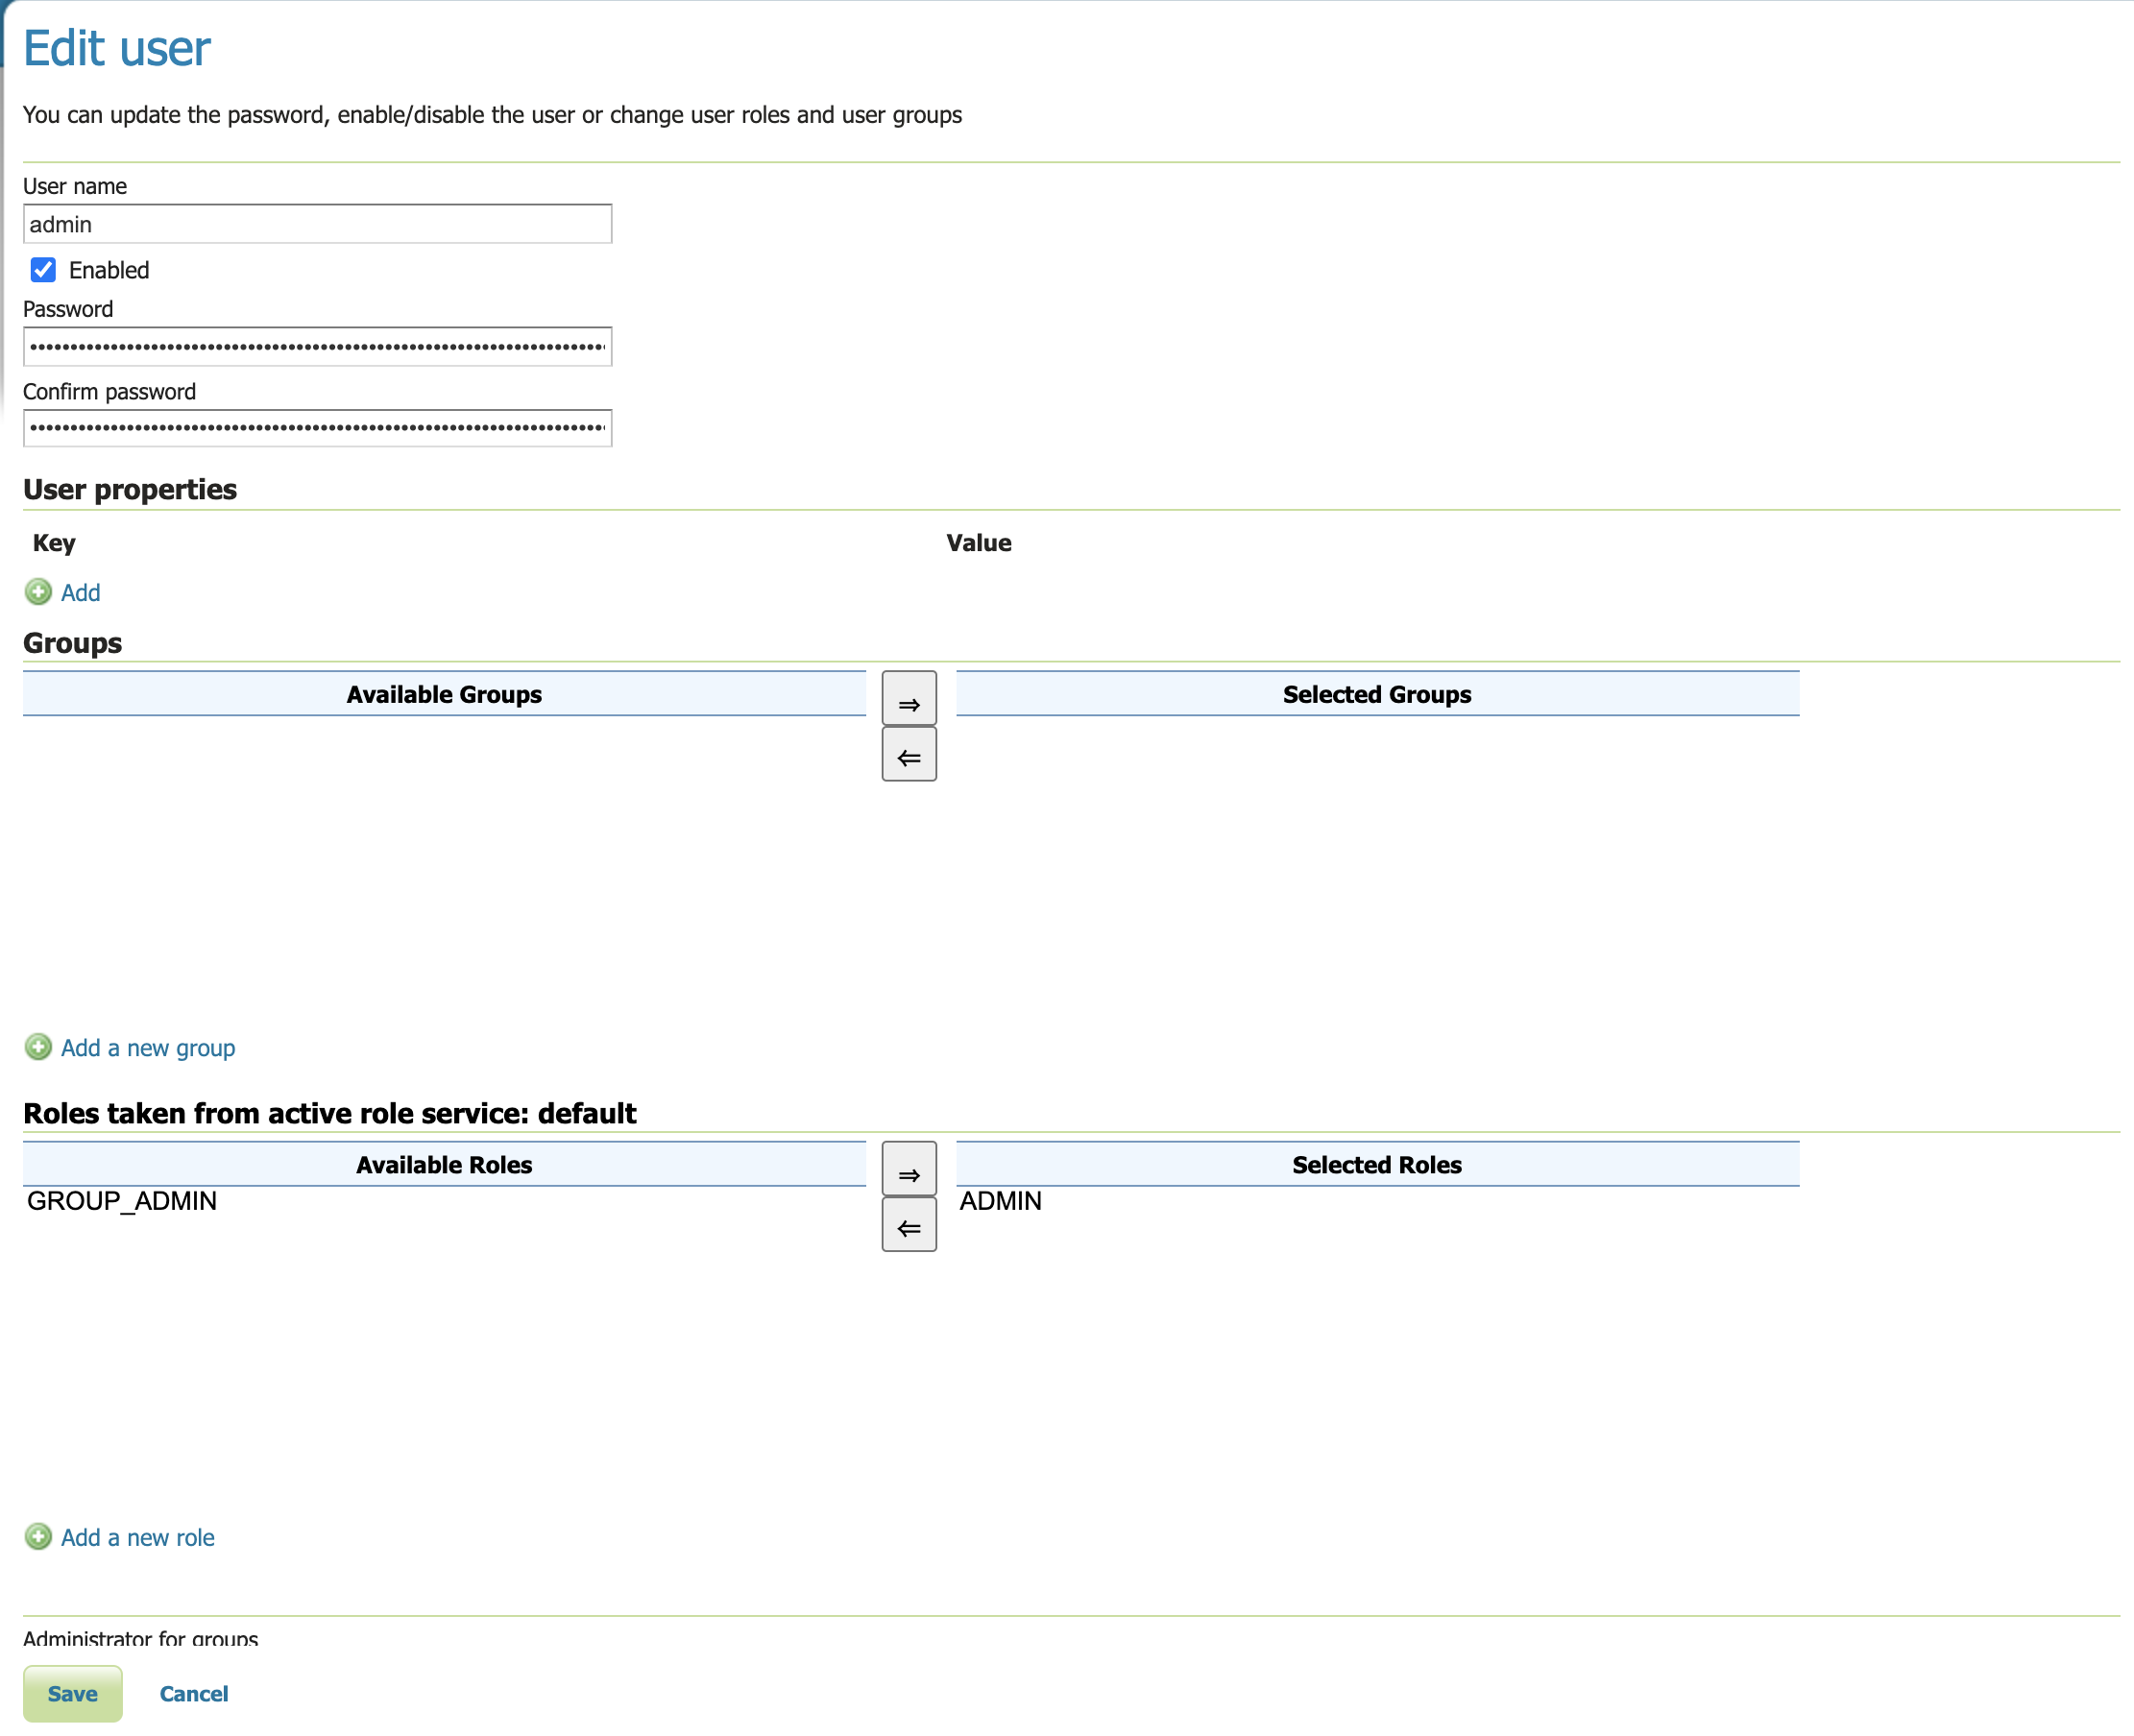 Edit user
You can update the password, enable/disable the user or change user roles and user groups
User name
admin
Enabled
Password
Confirm password
User properties
Key Value
Add
Groups
Available Groups ⇒ Selected Groups
⇐
Add a new group
Roles taken from active role service: default
Available Roles ⇒ Selected Roles
GROUP_ADMIN ⇐ ADMIN
Add a new role
Administrator for groups
Save Cancel